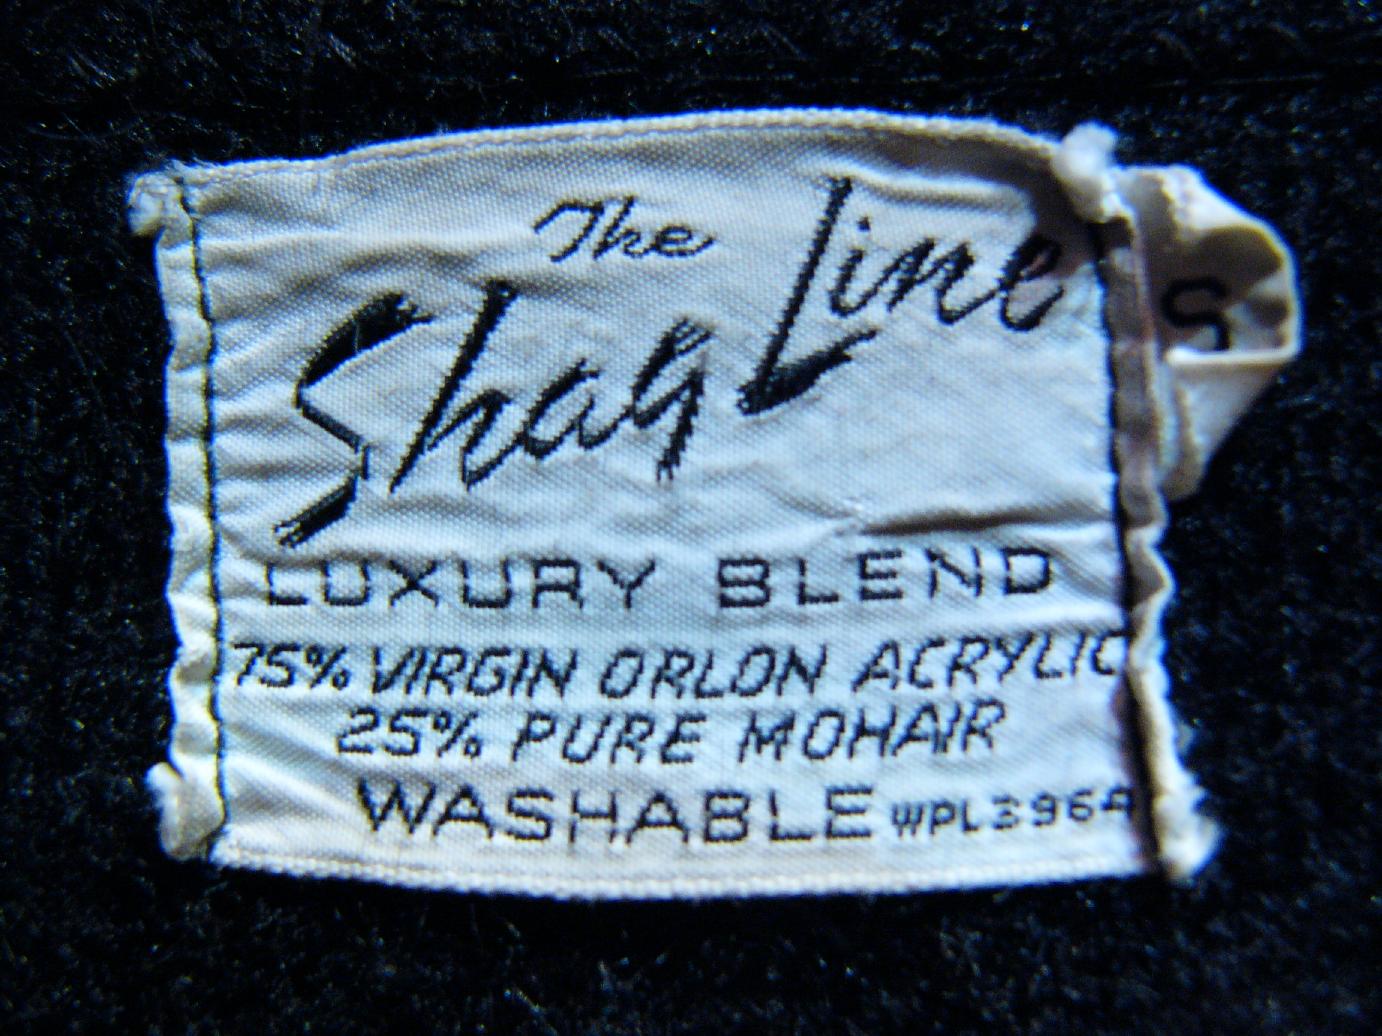 The
Shag Line
S
LUXURY BLEND
75% VIRGIN ORLON ACRYLIC
25% PURE MOHAIR
WASHABLE WPL3964